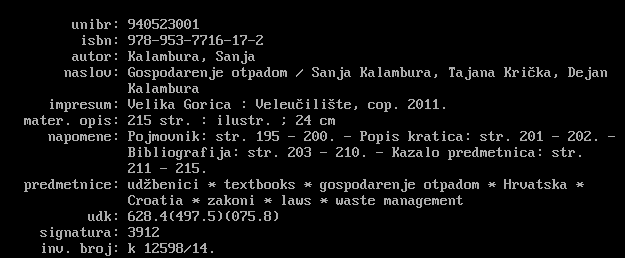 unibr: 940523001
isbn: 978-953-7716-17-2
autor: Kalambura, Sanja
naslov: Gospodarenje otpadom / Sanja Kalambura, Tajana Krička, Dejan
Kalambura
impresum: Velika Gorica : Veleučilište, cop. 2011.
mater. opis: 215 str. : ilustr. ; 24 cm
napomene: Pojmovnik: str. 195 - 200. - Popis kratica: str. 201 - 202. -
Bibliografija: str. 203 - 210. - Kazalo predmetnica: str.
211 - 215.
predmetnice: udžbenici * textbooks * gospodarenje otpadom * Hrvatska *
Croatia * zakoni * laws * waste management
udk: 628.4(497.5)(075.8)
signatura: 3912
inv. broj: k 12598/14.